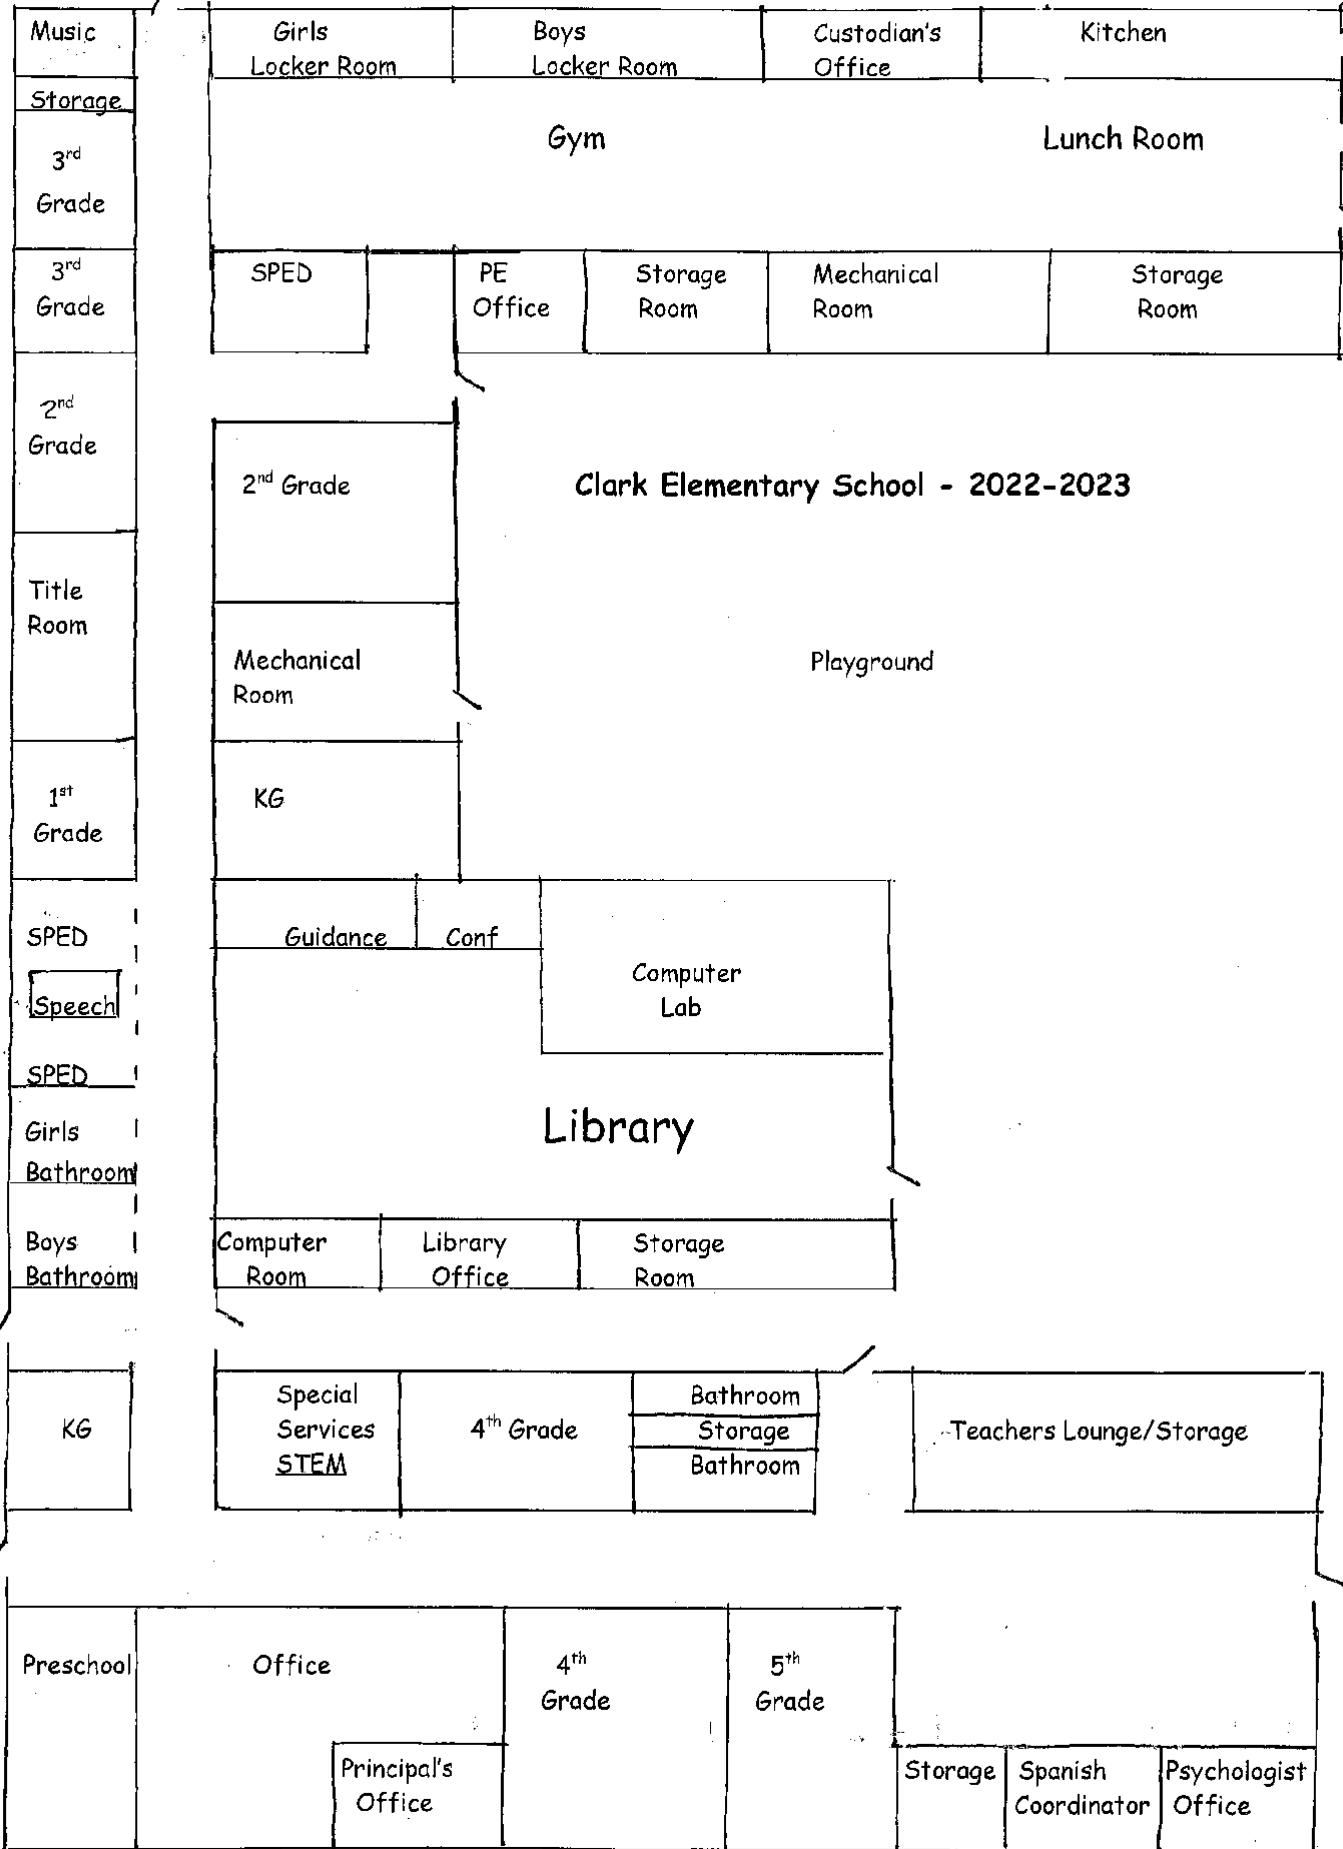 Music
Girls
Locker Room
Boys
Locker Room
Custodian's
Office
Kitchen
Storage
3rd
Grade
Gym
Lunch Room
3rd
Grade
SPED
PE
Office
Storage
Room
Mechanical
Room
Storage
Room
2nd
Grade
2nd Grade
Clark Elementary School - 2022-2023
Title
Room
Mechanical
Room
Playground
1st
Grade
KG
SPED
Speech
SPED
Guidance
Conf
Computer
Lab
Library
Girls
Bathroom
Boys
Bathroom
Computer
Room
Library
Office
Storage
Room
KG
Special
Services
STEM
4th Grade
Bathroom
Storage
Bathroom
Teachers Lounge/Storage
Preschool
Office
Principal's
Office
4th
Grade
5th
Grade
Storage
Spanish
Coordinator
Psychologist
Office